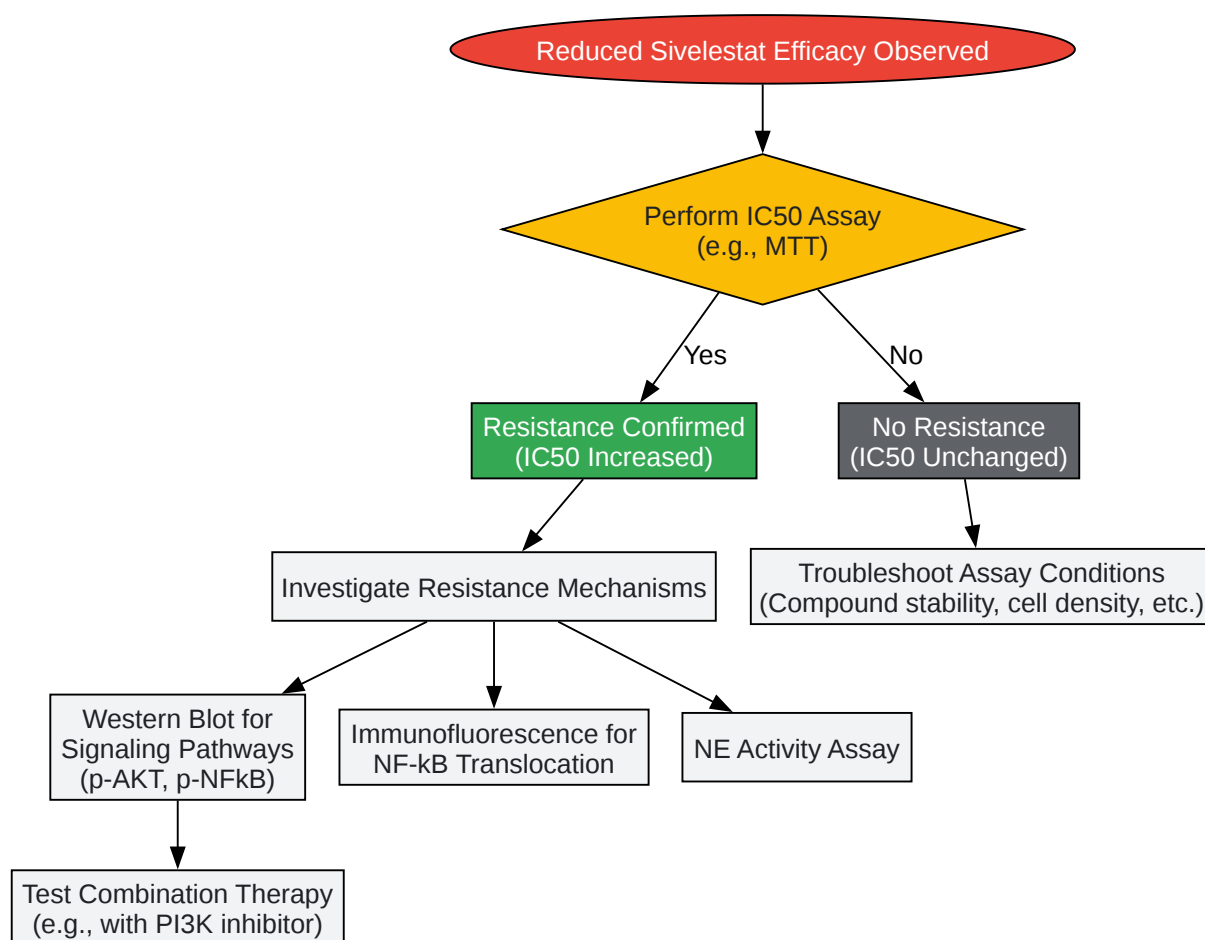 Reduced Sivelestat Efficacy Observed
Perform IC50 Assay
(e.g., MTT)
Yes
No
Resistance Confirmed
(IC50 Increased)
No Resistance
(IC50 Unchanged)
Investigate Resistance Mechanisms
Troubleshoot Assay Conditions
(Compound stability, cell density, etc.)
Western Blot for
Signaling Pathways
(p-AKT, p-NFkB)
Immunofluorescence for
NF-kB Translocation
NE Activity Assay
Test Combination Therapy
(e.g., with PI3K inhibitor)